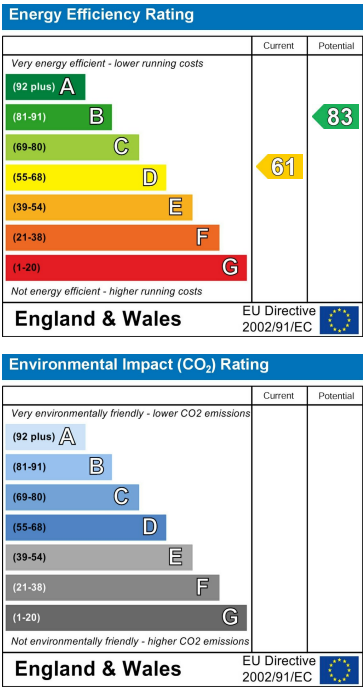 Energy Efficiency Rating
Current Potential
Very energy efficient - lower running costs
(92 plus) A
(81-91) B
83
(69-80) C
(55-68) D
61
(39-54) E
(21-38) F
(1-20) G
Not energy efficient - higher running costs
England & Wales
EU Directive
2002/91/EC
Environmental Impact (CO₂) Rating
Current Potential
Very environmentally friendly - lower CO2 emissions
(92 plus) A
(81-91) B
(69-80) C
(55-68) D
(39-54) E
(21-38) F
(1-20) G
Not environmentally friendly - higher CO2 emissions
England & Wales
EU Directive
2002/91/EC